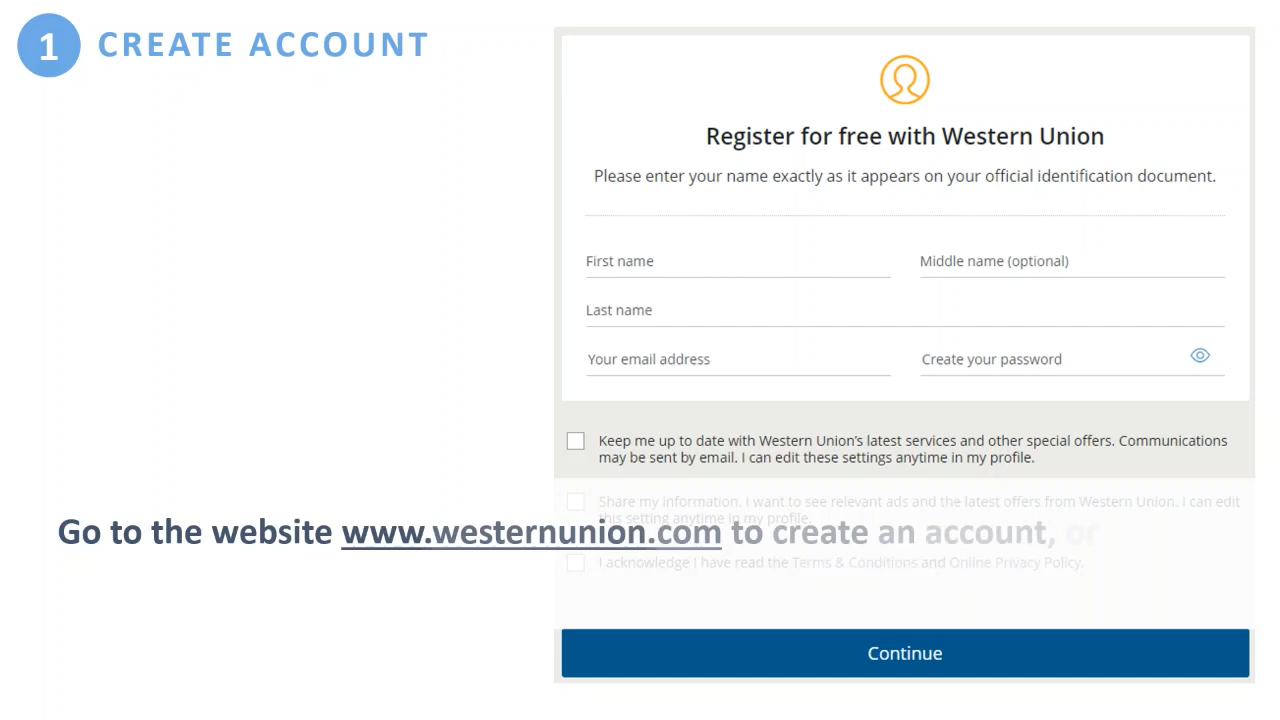 1 CREATE ACCOUNT
Register for free with Western Union
Please enter your name exactly as it appears on your official identification document.
First name
Middle name (optional)
Last name
Your email address
Create your password
Keep me up to date with Western Union's latest services and other special offers. Communications
may be sent by email. I can edit these settings anytime in my profile.
Share my information. I want to see relevant ads and the latest offers from Western Union. I can edit
this setting anytime in my profile.
Go to the website www.westernunion.com to create an account, or
I acknowledge I have read the Terms & Conditions and Online Privacy Policy.
Continue